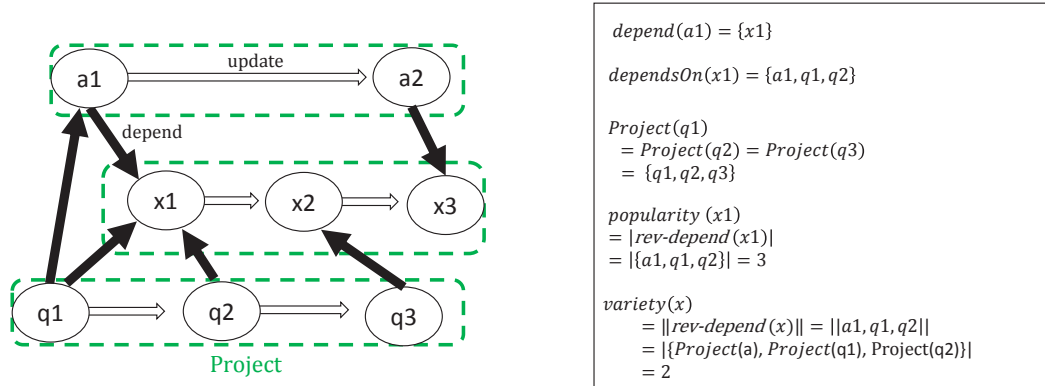 a1
update
a2
depend
x1
x2
x3
q1
q2
q3
Project
depend(a1) = {x1}
dependsOn(x1) = {a1, q1, q2}
Project(q1)
= Project(q2) = Project(q3)
= {q1, q2, q3}
popularity (x1)
= |rev-depend (x1)|
= |{a1, q1, q2}| = 3
variety(x)
= ‖rev-depend (x)‖ = ||a1, q1, q2||
= |{Project(a), Project(q1), Project(q2)}|
= 2